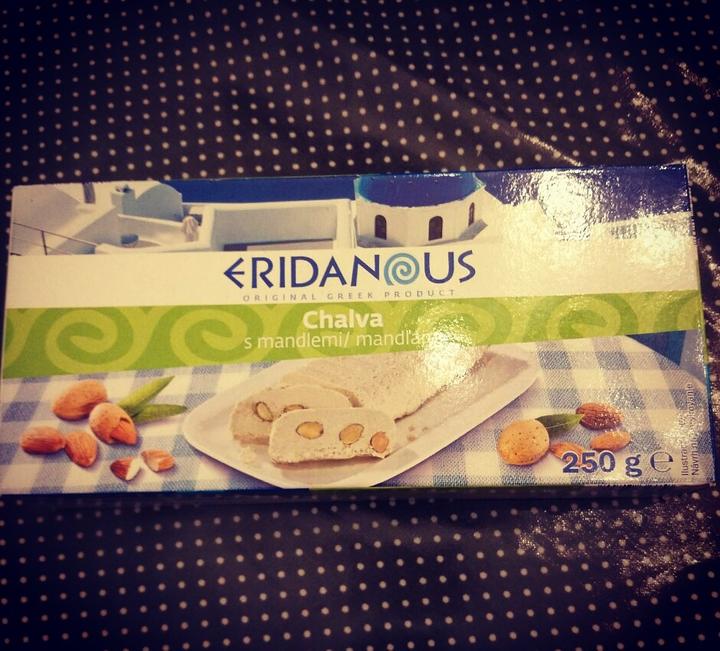 ERIDANOUS
ORIGINAL GREEK PRODUCT
Chalva
s mandlemi/
250 g ℮